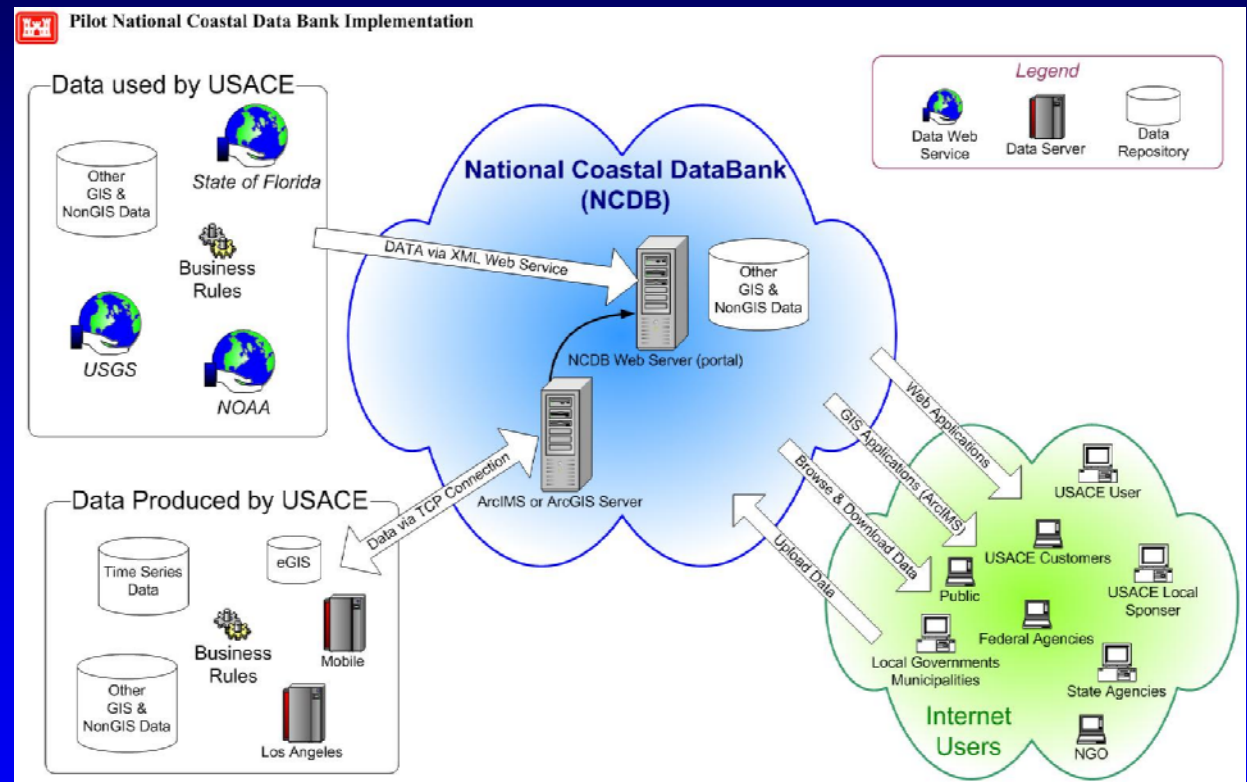 Pilot National Coastal Data Bank Implementation
Data used by USACE
Other
GIS &
NonGIS Data
State of Florida
Business
Rules
USGS
NOAA
Legend
Data Web
Service
Data Server
Data
Repository
National Coastal DataBank
(NCDB)
DATA via XML Web Service
Other
GIS &
NonGIS Data
NCDB Web Server (portal)
ArcIMS or ArcGIS Server
Data via TCP Connection
Data Produced by USACE
Time Series
Data
eGIS
Business
Rules
Mobile
Other
GIS &
NonGIS Data
Los Angeles
Web Applications
GIS Applications (ArcIMS)
Browse & Download Data
Upload Data
USACE User
USACE Customers
Public
USACE Local
Sponser
Federal Agencies
Local Governments
Municipalities
State Agencies
Internet
Users
NGO